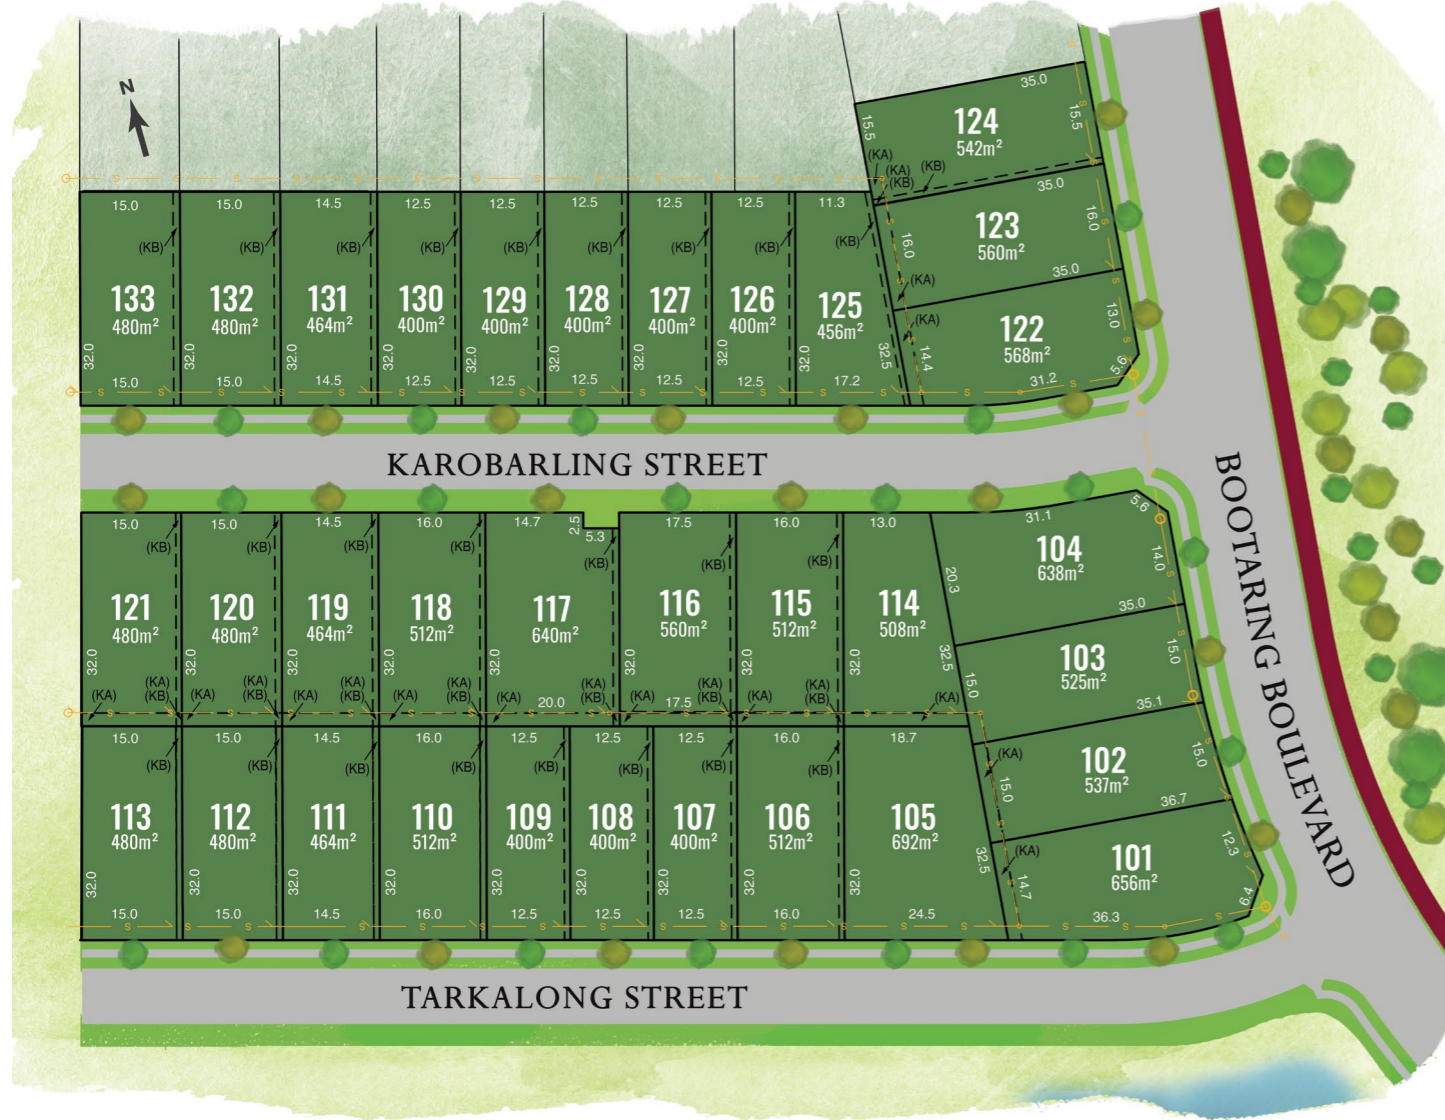 N
35.0
124
542m²
15.5
15.5
(KA)
(KA)
(KB)
(KB)
35.0
123
560m²
16.0
16.0
35.0
(KA)
(KA)
122
568m²
13.0
14.4
31.2
5.6
15.0
15.0
14.5
12.5
12.5
12.5
12.5
12.5
11.3
(KB)
(KB)
(KB)
(KB)
(KB)
(KB)
(KB)
(KB)
(KB)
133
480m²
132
480m²
131
464m²
130
400m²
129
400m²
128
400m²
127
400m²
126
400m²
125
456m²
32.0
32.0
32.0
32.0
32.0
32.0
32.0
32.0
32.0
32.5
15.0
15.0
14.5
12.5
12.5
12.5
12.5
12.5
17.2
KAROBARLING STREET
BOOTARING BOULEVARD
15.0
15.0
14.5
16.0
14.7
2.5
5.3
17.5
16.0
13.0
31.1
5.6
(KB)
(KB)
(KB)
(KB)
(KB)
(KB)
(KB)
121
480m²
120
480m²
119
464m²
118
512m²
117
640m²
116
560m²
115
512m²
114
508m²
20.3
104
638m²
14.0
35.0
32.0
32.0
32.0
32.0
32.0
32.0
32.0
32.0
32.5
15.0
103
525m²
15.0
35.1
(KA)
(KA)
(KB)
(KA)
(KA)
(KB)
(KA)
(KA)
(KB)
(KA)
(KA)
(KB)
(KA)
20.0
(KA)
(KB)
(KA)
17.5
(KA)
(KB)
(KA)
(KA)
(KB)
(KA)
15.0
15.0
14.5
16.0
12.5
12.5
12.5
16.0
18.7
(KB)
(KB)
(KB)
(KB)
(KB)
(KB)
(KB)
(KB)
(KA)
15.0
102
537m²
15.0
36.7
113
480m²
112
480m²
111
464m²
110
512m²
109
400m²
108
400m²
107
400m²
106
512m²
105
692m²
32.0
32.0
32.0
32.0
32.0
32.0
32.0
32.0
32.0
32.5
(KA)
14.7
101
656m²
12.3
6.4
36.3
15.0
15.0
14.5
16.0
12.5
12.5
12.5
16.0
24.5
TARKALONG STREET